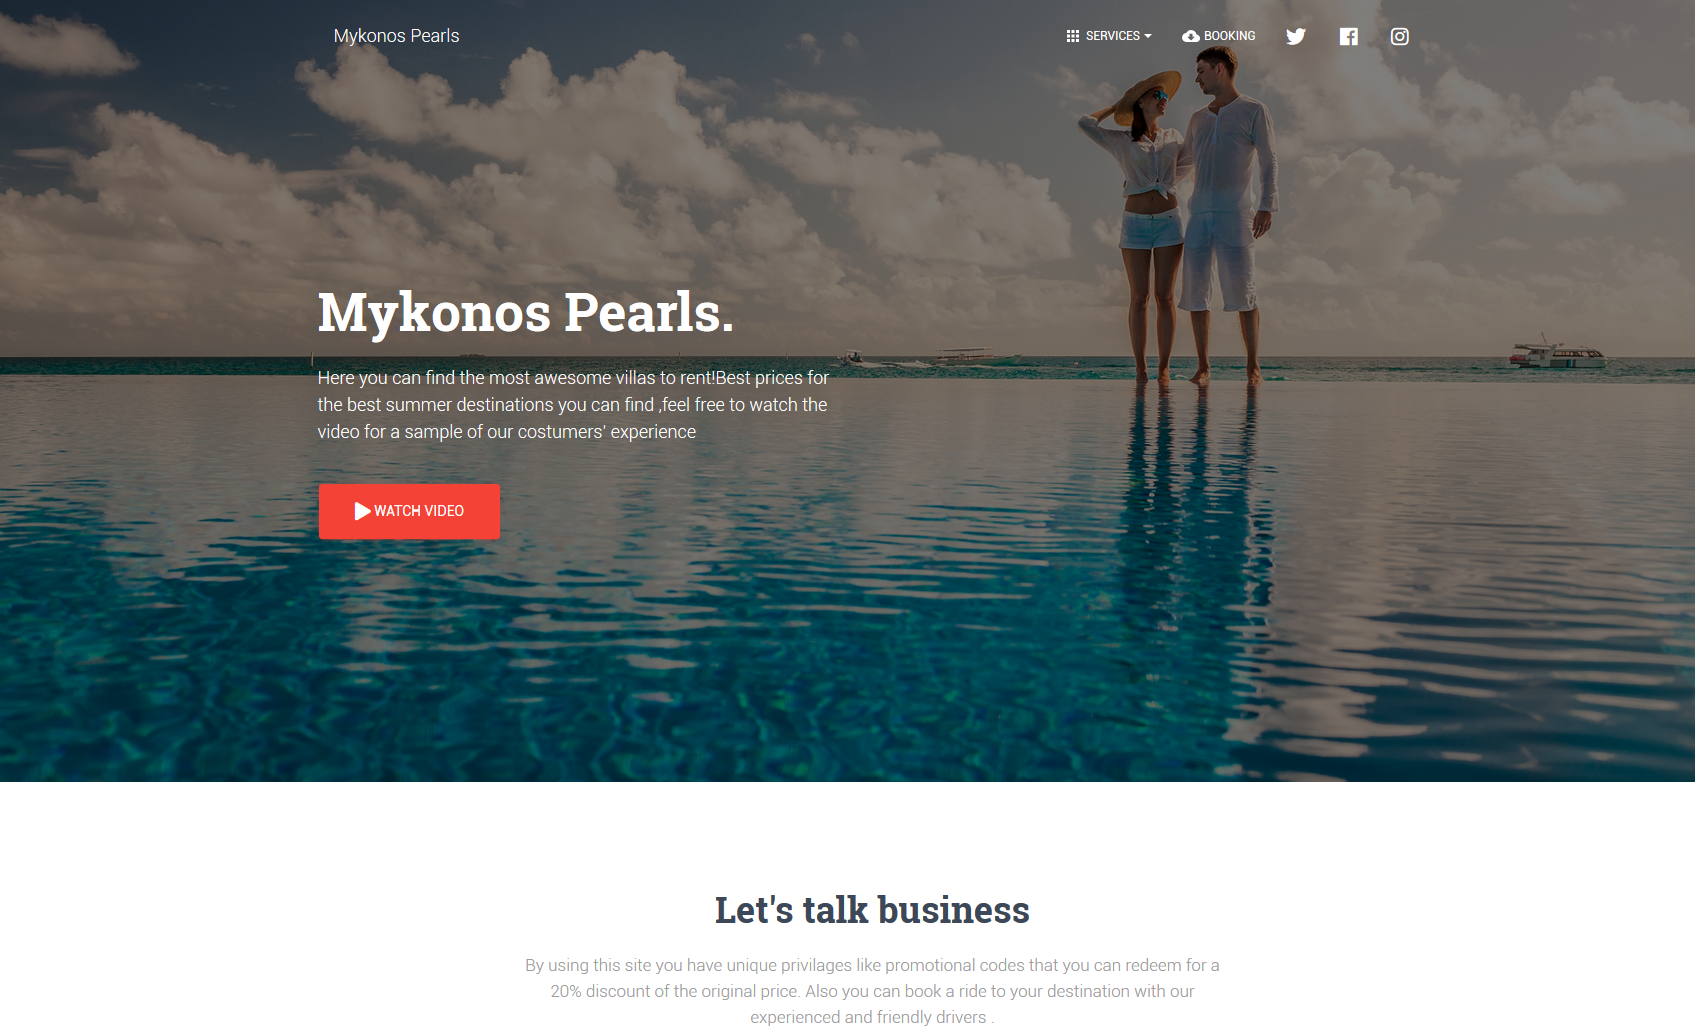 Mykonos Pearls
SERVICES
BOOKING
Mykonos Pearls.
Here you can find the most awesome villas to rent!Best prices for
the best summer destinations you can find ,feel free to watch the
video for a sample of our costumers' experience
WATCH VIDEO
Let's talk business
By using this site you have unique privilages like promotional codes that you can redeem for a
20% discount of the original price. Also you can book a ride to your destination with our
experienced and friendly drivers .